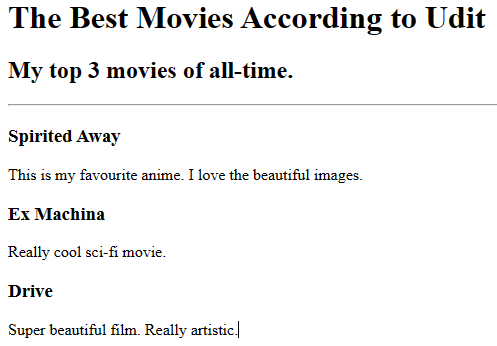 The Best Movies According to Udit
My top 3 movies of all-time.
Spirited Away
This is my favourite anime. I love the beautiful images.
Ex Machina
Really cool sci-fi movie.
Drive
Super beautiful film. Really artistic.